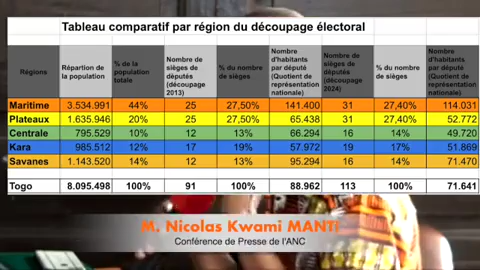 Tableau comparatif par région du découpage électoral
Régions | Répartion de la population | % de la population totale | Nombre de sièges de députés (découpage 2013) | % du nombre de sièges | Nombre d'habitants par député (Quotient de représentation nationale) | Nombre de sièges de députés (découpage 2024) | % du nombre de sièges | Nombre d'habitants par député (Quotient de représentation nationale)
Maritime | 3.534.991 | 44% | 25 | 27,50% | 141.400 | 31 | 27,40% | 114.031
Plateaux | 1.635.946 | 20% | 25 | 27,50% | 65.438 | 31 | 27,40% | 52.772
Centrale | 795.529 | 10% | 12 | 13% | 66.294 | 16 | 14% | 49.720
Kara | 985.512 | 12% | 17 | 19% | 57.972 | 19 | 17% | 51.869
Savanes | 1.143.520 | 14% | 12 | 13% | 95.294 | 16 | 14% | 71.470
Togo | 8.095.498 | 100% | 91 | 100% | 88.962 | 113 | 100% | 71.641
M. Nicolas Kwami MANTI
Conférence de Presse de l'ANC